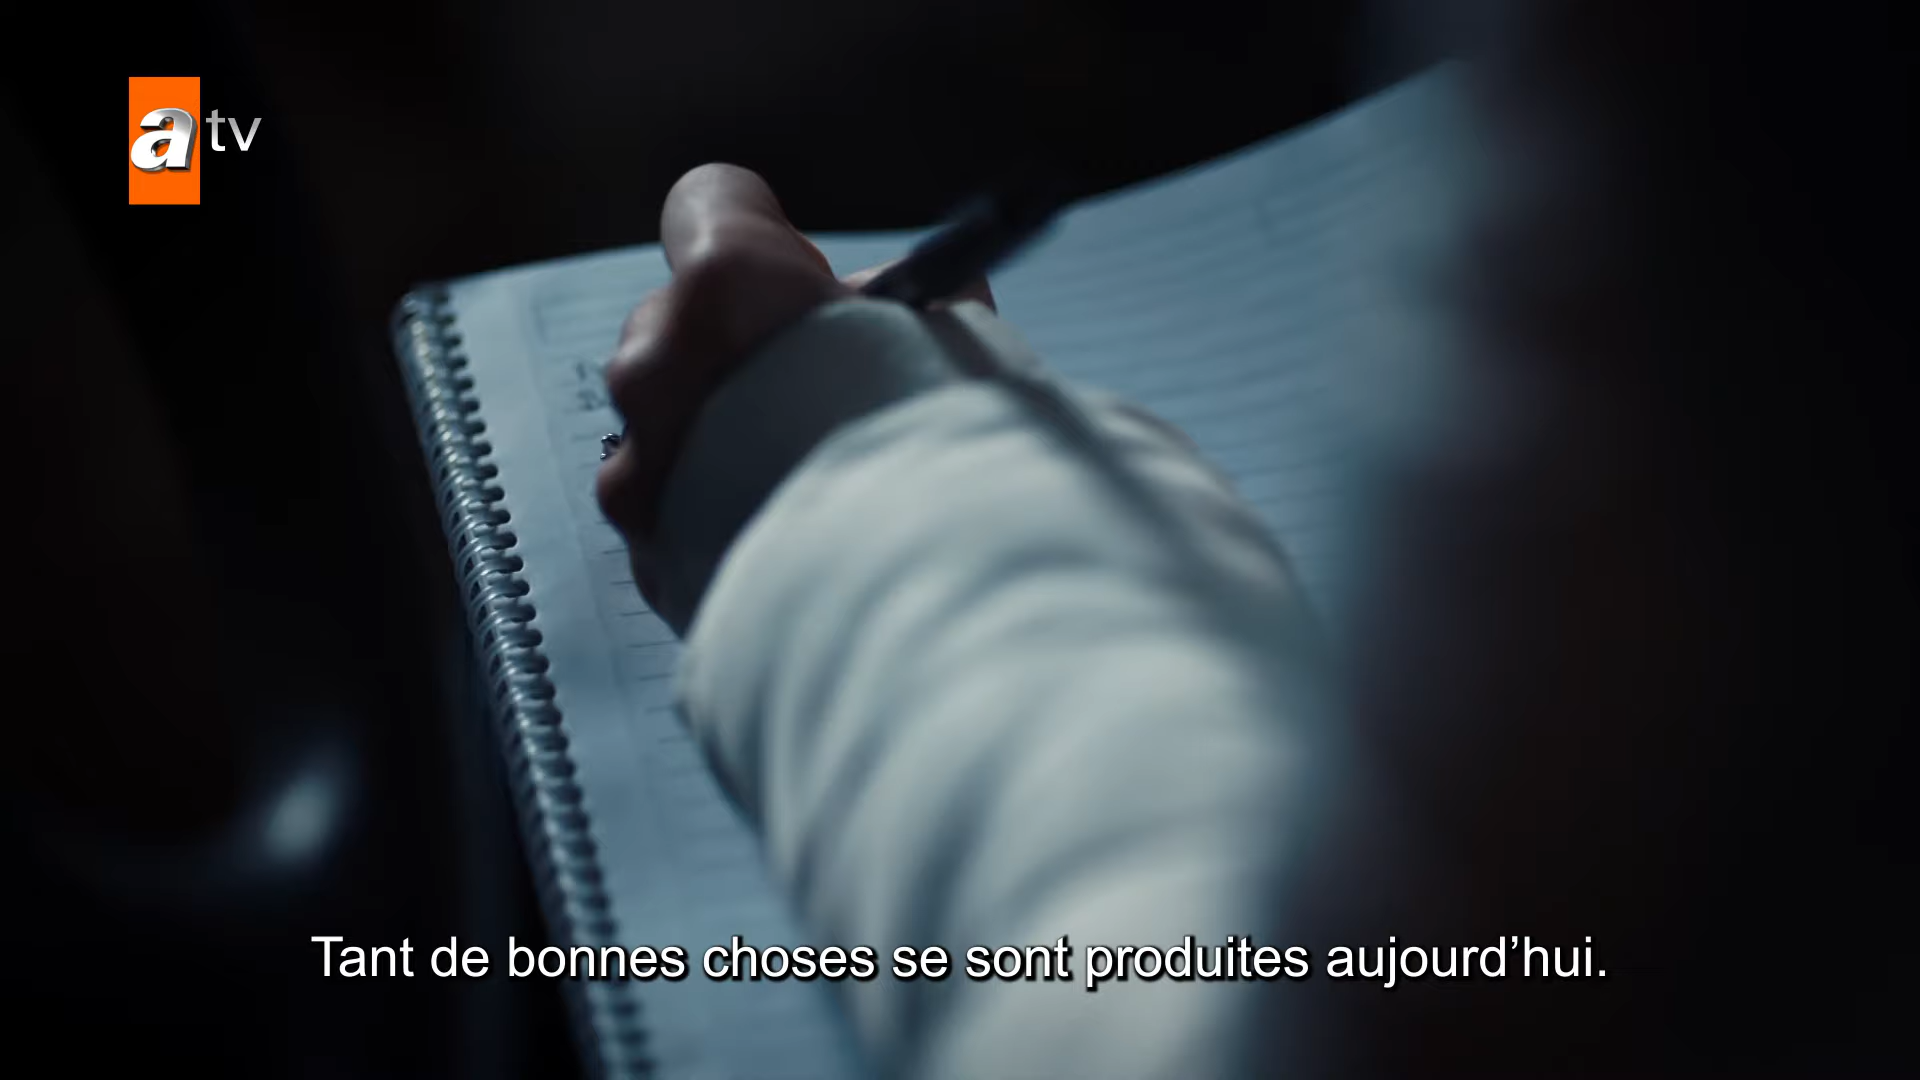 atv
Tant de bonnes choses se sont produites aujourd’hui.